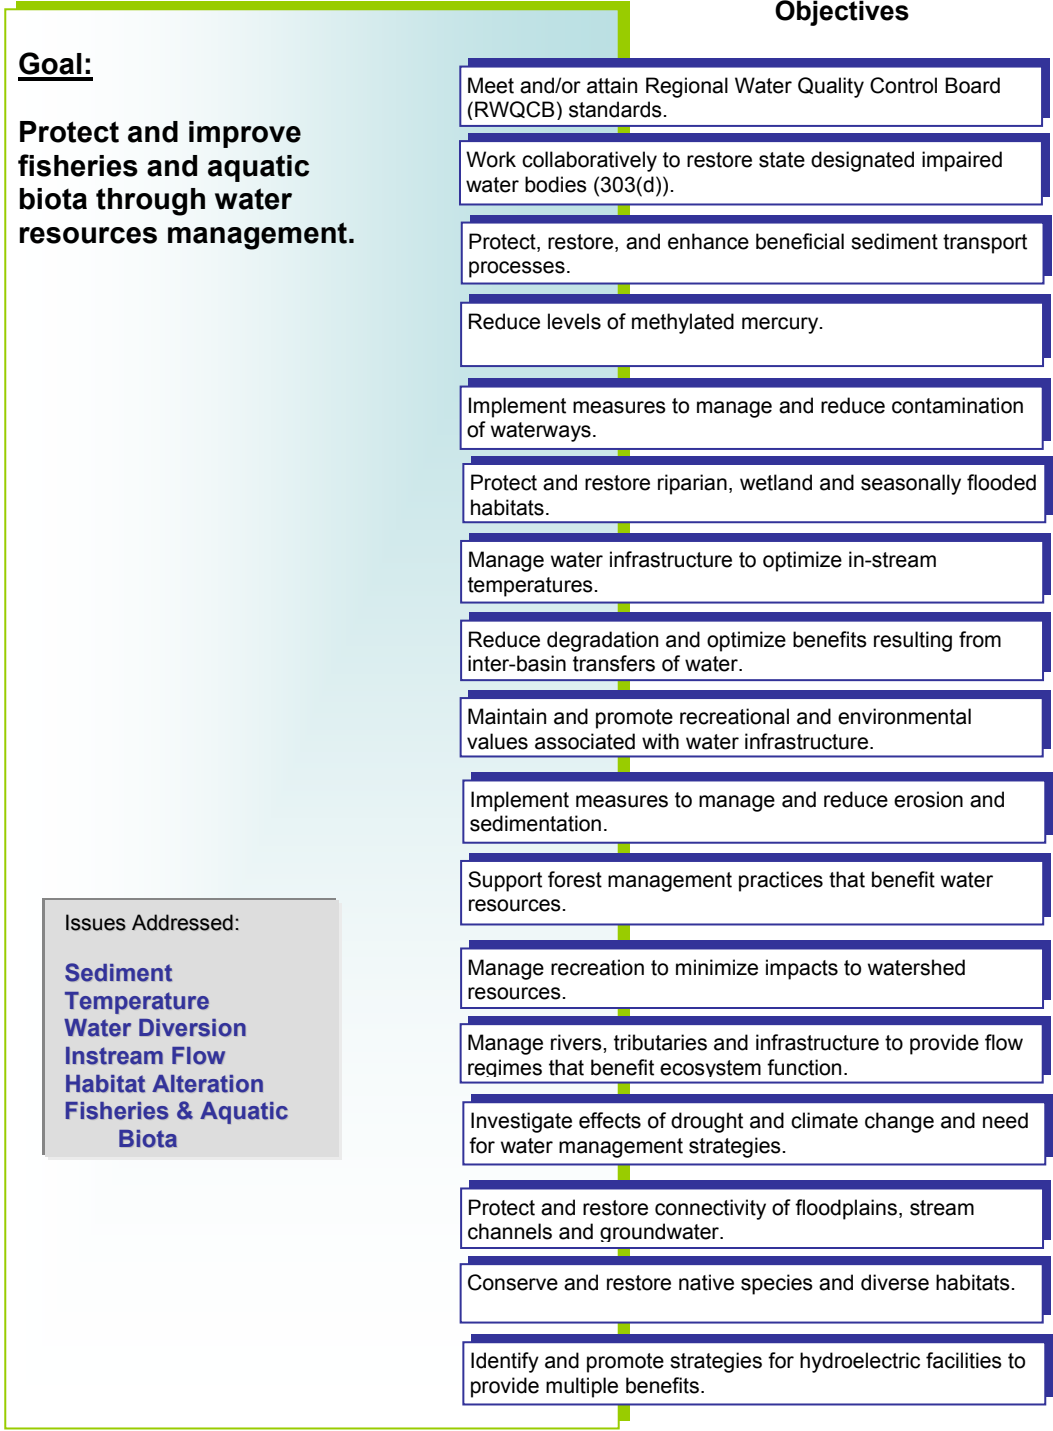 Objectives
Goal:
Protect and improve
fisheries and aquatic
biota through water
resources management.
Meet and/or attain Regional Water Quality Control Board
(RWQCB) standards.
Work collaboratively to restore state designated impaired
water bodies (303(d)).
Protect, restore, and enhance beneficial sediment transport
processes.
Reduce levels of methylated mercury.
Implement measures to manage and reduce contamination
of waterways.
Protect and restore riparian, wetland and seasonally flooded
habitats.
Manage water infrastructure to optimize in-stream
temperatures.
Reduce degradation and optimize benefits resulting from
inter-basin transfers of water.
Maintain and promote recreational and environmental
values associated with water infrastructure.
Implement measures to manage and reduce erosion and
sedimentation.
Support forest management practices that benefit water
resources.
Manage recreation to minimize impacts to watershed
resources.
Manage rivers, tributaries and infrastructure to provide flow
regimes that benefit ecosystem function.
Investigate effects of drought and climate change and need
for water management strategies.
Protect and restore connectivity of floodplains, stream
channels and groundwater.
Conserve and restore native species and diverse habitats.
Identify and promote strategies for hydroelectric facilities to
provide multiple benefits.
Issues Addressed:
Sediment
Temperature
Water Diversion
Instream Flow
Habitat Alteration
Fisheries & Aquatic
Biota